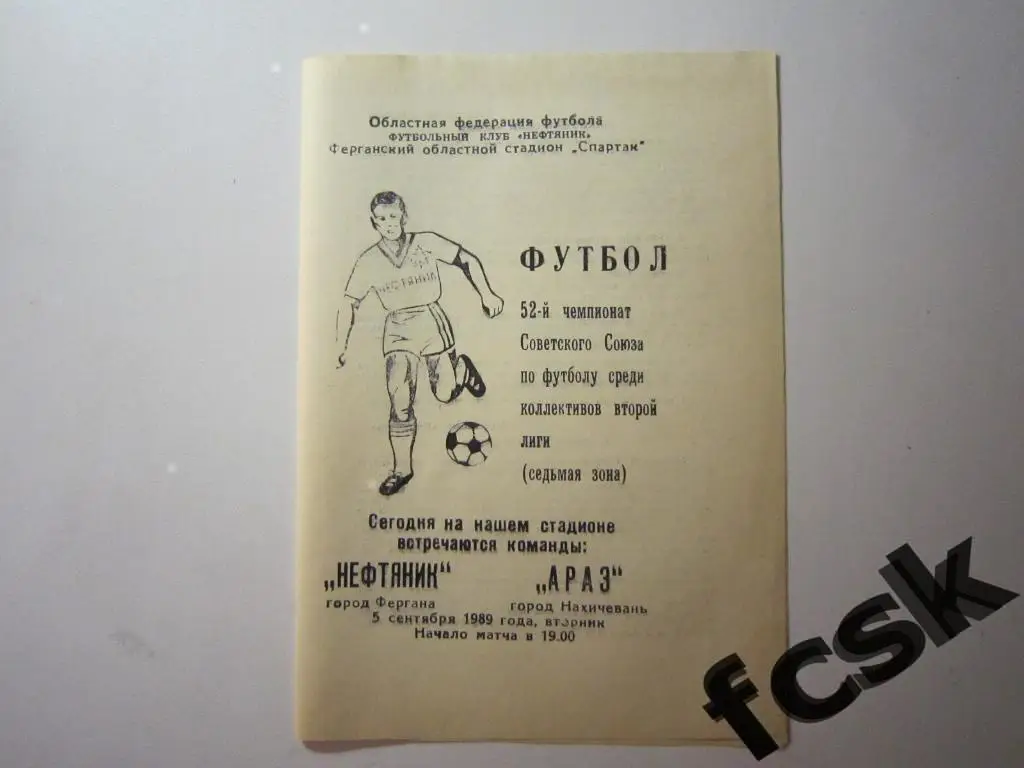 Областная федерация футбола
ФУТБОЛЬНЫЙ КЛУБ «НЕФТЯНИК»
Ферганский областной стадион „Спартак"
НЕФТЯНИК
ФУТБОЛ
52-й чемпионат
Советского Союза
по футболу среди
коллективов второй
лиги
(седьмая зона)
Сегодня на нашем стадионе
встречаются команды:
„НЕФТЯНИК" „АРАЗ"
город Фергана город Нахичевань
5 сентября 1989 года, вторник
Начало матча в 19.00
fcsk